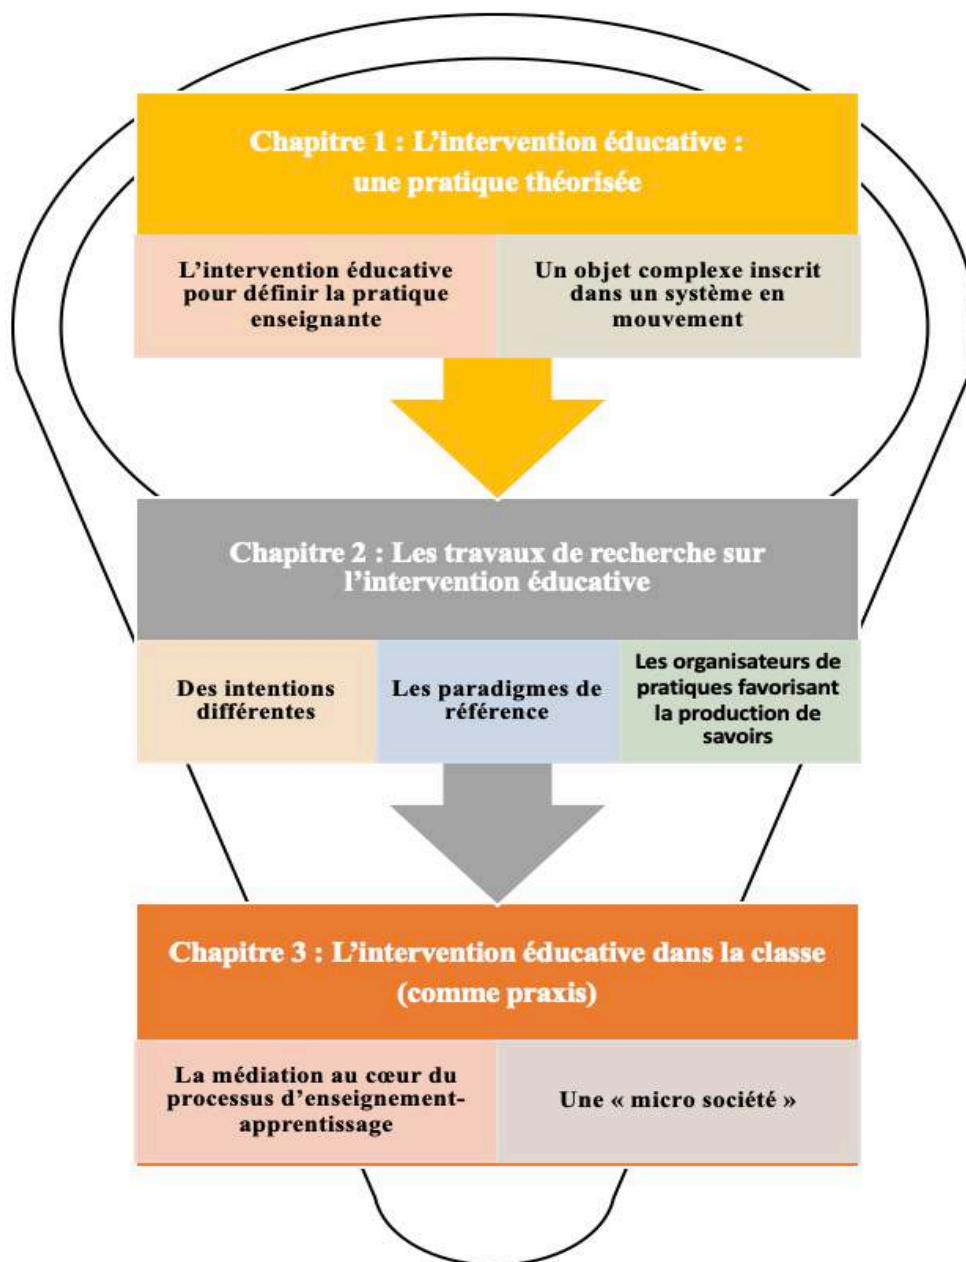 Chapitre 1 : L’intervention éducative :
une pratique théorisée
L’intervention éducative
pour définir la pratique
enseignante
Un objet complexe inscrit
dans un système en
mouvement
Chapitre 2 : Les travaux de recherche sur
l’intervention éducative
Des intentions
différentes
Les paradigmes de
référence
Les organisateurs de
pratiques favorisant
la production de
savoirs
Chapitre 3 : L’intervention éducative dans la classe
(comme praxis)
La médiation au cœur du
processus d’enseignement-
apprentissage
Une « micro société »